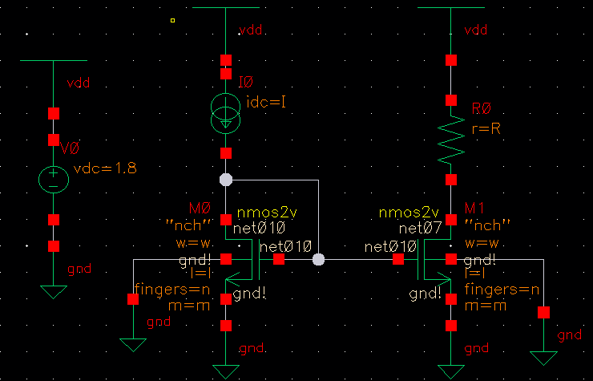 vdd
vdd
vdd
I0
idc=I
R0
r=R
V0
vdc=1.8
M0
nmos2v
nmos2v
M1
"nch"
net010
net07
"nch"
w=w
net010
net010
w=w
gnd!
gnd!
l=l
l=l
fingers=n
gnd!
gnd!
fingers=n
m=m
m=m
gnd
gnd
gnd
gnd
gnd